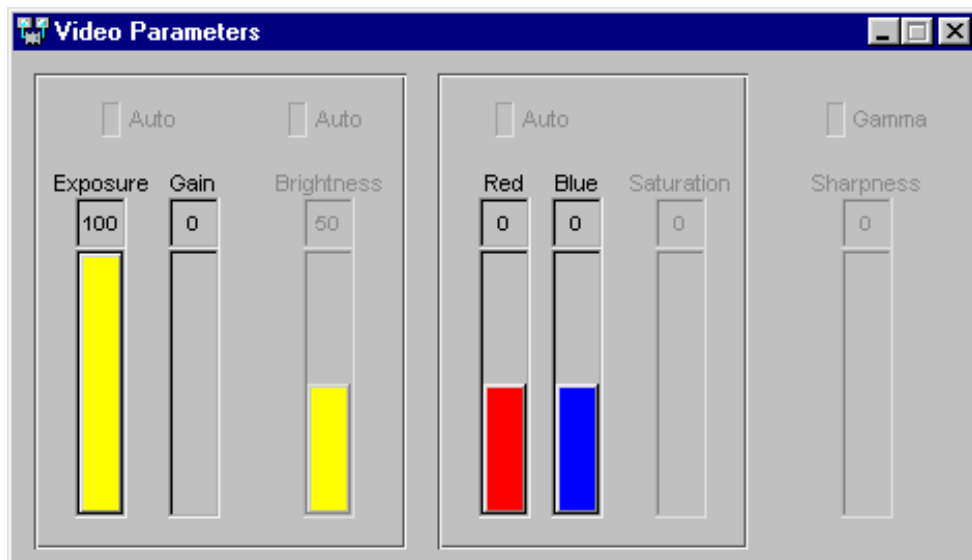 Video Parameters
Auto Auto Auto Gamma
Exposure Gain Brightness Red Blue Saturation Sharpness
100 0 50 0 0 0 0